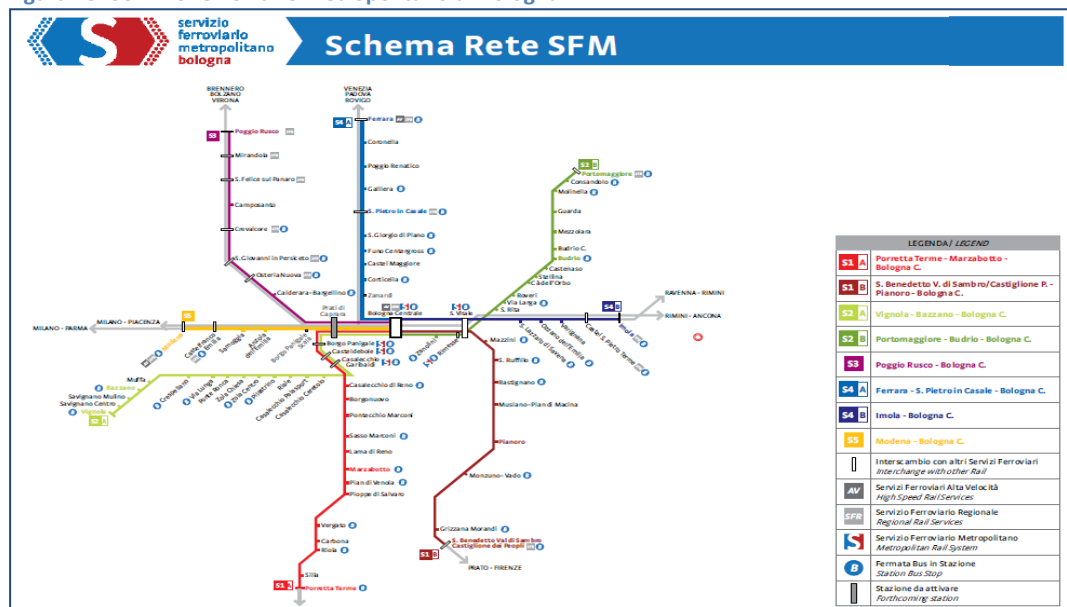 servizio
ferroviario
metropolitano
bologna
Schema Rete SFM
BRENNERO
BOLZANO
VERONA
VENEZIA
PADOVA
ROVIGO
S3
Poggio Rusco
Mirandola
S. Felice sul Panaro
Camposanto
Crevalcore
S. Giovanni in Persiceto
Osteria Nuova
Calderara-Bargellino
S4 A
Ferrara
Coronella
Poggio Renatico
Galliera
S. Pietro in Casale
S. Giorgio di Piano
Funo Centergross
Castel Maggiore
Corticella
Zanardi
Bologna Centrale
S2 B
Portomaggiore
Consandolo
Molinella
Guarda
Mezzolara
Budrio C.
Budrio
Castenaso
Stellina
Cà dell'Orbo
Roveri
Via Larga
S. Rita
S. Vitale
Prati di
Caprara
MILANO - PARMA
MILANO - PIACENZA
S5
Modena
Castelfranco
Emilia
Samoggia
Anzola
dell'Emilia
Borgo Panigale
Scala
S4 B
Imola
RAVENNA - RIMINI
RIMINI - ANCONA
Zanolini
Rimesse
S. Lazzaro di Savena
Ozzano dell'Emilia
Varignana
Castel S. Pietro Terme
Borgo Panigale
Casteldebole
Casalecchio
Garibaldi
Muffa
Bazzano
Savignano Mulino
Savignano Centro
Vignola
S2 A
Crespellano
Via Lunga
Ponte Ronca
Zola Chiesa
Zola Centro
Pilastrino
Riale
Casalecchio Palasport
Casalecchio Ceretolo
Casalecchio di Reno
Borgonuovo
Pontecchio Marconi
Sasso Marconi
Lama di Reno
Marzabotto
Pian di Venola
Pioppe di Salvaro
Vergato
Carbona
Riola
Silla
S1 A
Porretta Terme
Mazzini
S. Ruffillo
Rastignano
Musiano-Pian di Macina
Pianoro
Monzuno-Vado
Grizzana Morandi
S. Benedetto Val di Sambro
Castiglione dei Pepoli
S1 B
PRATO - FIRENZE
LEGENDA / LEGEND
S1 A Porretta Terme - Marzabotto -
Bologna C.
S1 B S. Benedetto V. di Sambro/Castiglione P. -
Pianoro - Bologna C.
S2 A Vignola - Bazzano - Bologna C.
S2 B Portomaggiore - Budrio - Bologna C.
S3 Poggio Rusco - Bologna C.
S4 A Ferrara - S. Pietro in Casale - Bologna C.
S4 B Imola - Bologna C.
S5 Modena - Bologna C.
Interscambio con altri Servizi Ferroviari
Interchange with other Rail
AV Servizi Ferroviari Alta Velocità
High Speed Rail Services
SFR Servizio Ferroviario Regionale
Regional Rail Services
S Servizio Ferroviario Metropolitano
Metropolitan Rail System
B Fermata Bus in Stazione
Station Bus Stop
Stazione da attivare
Forthcoming station